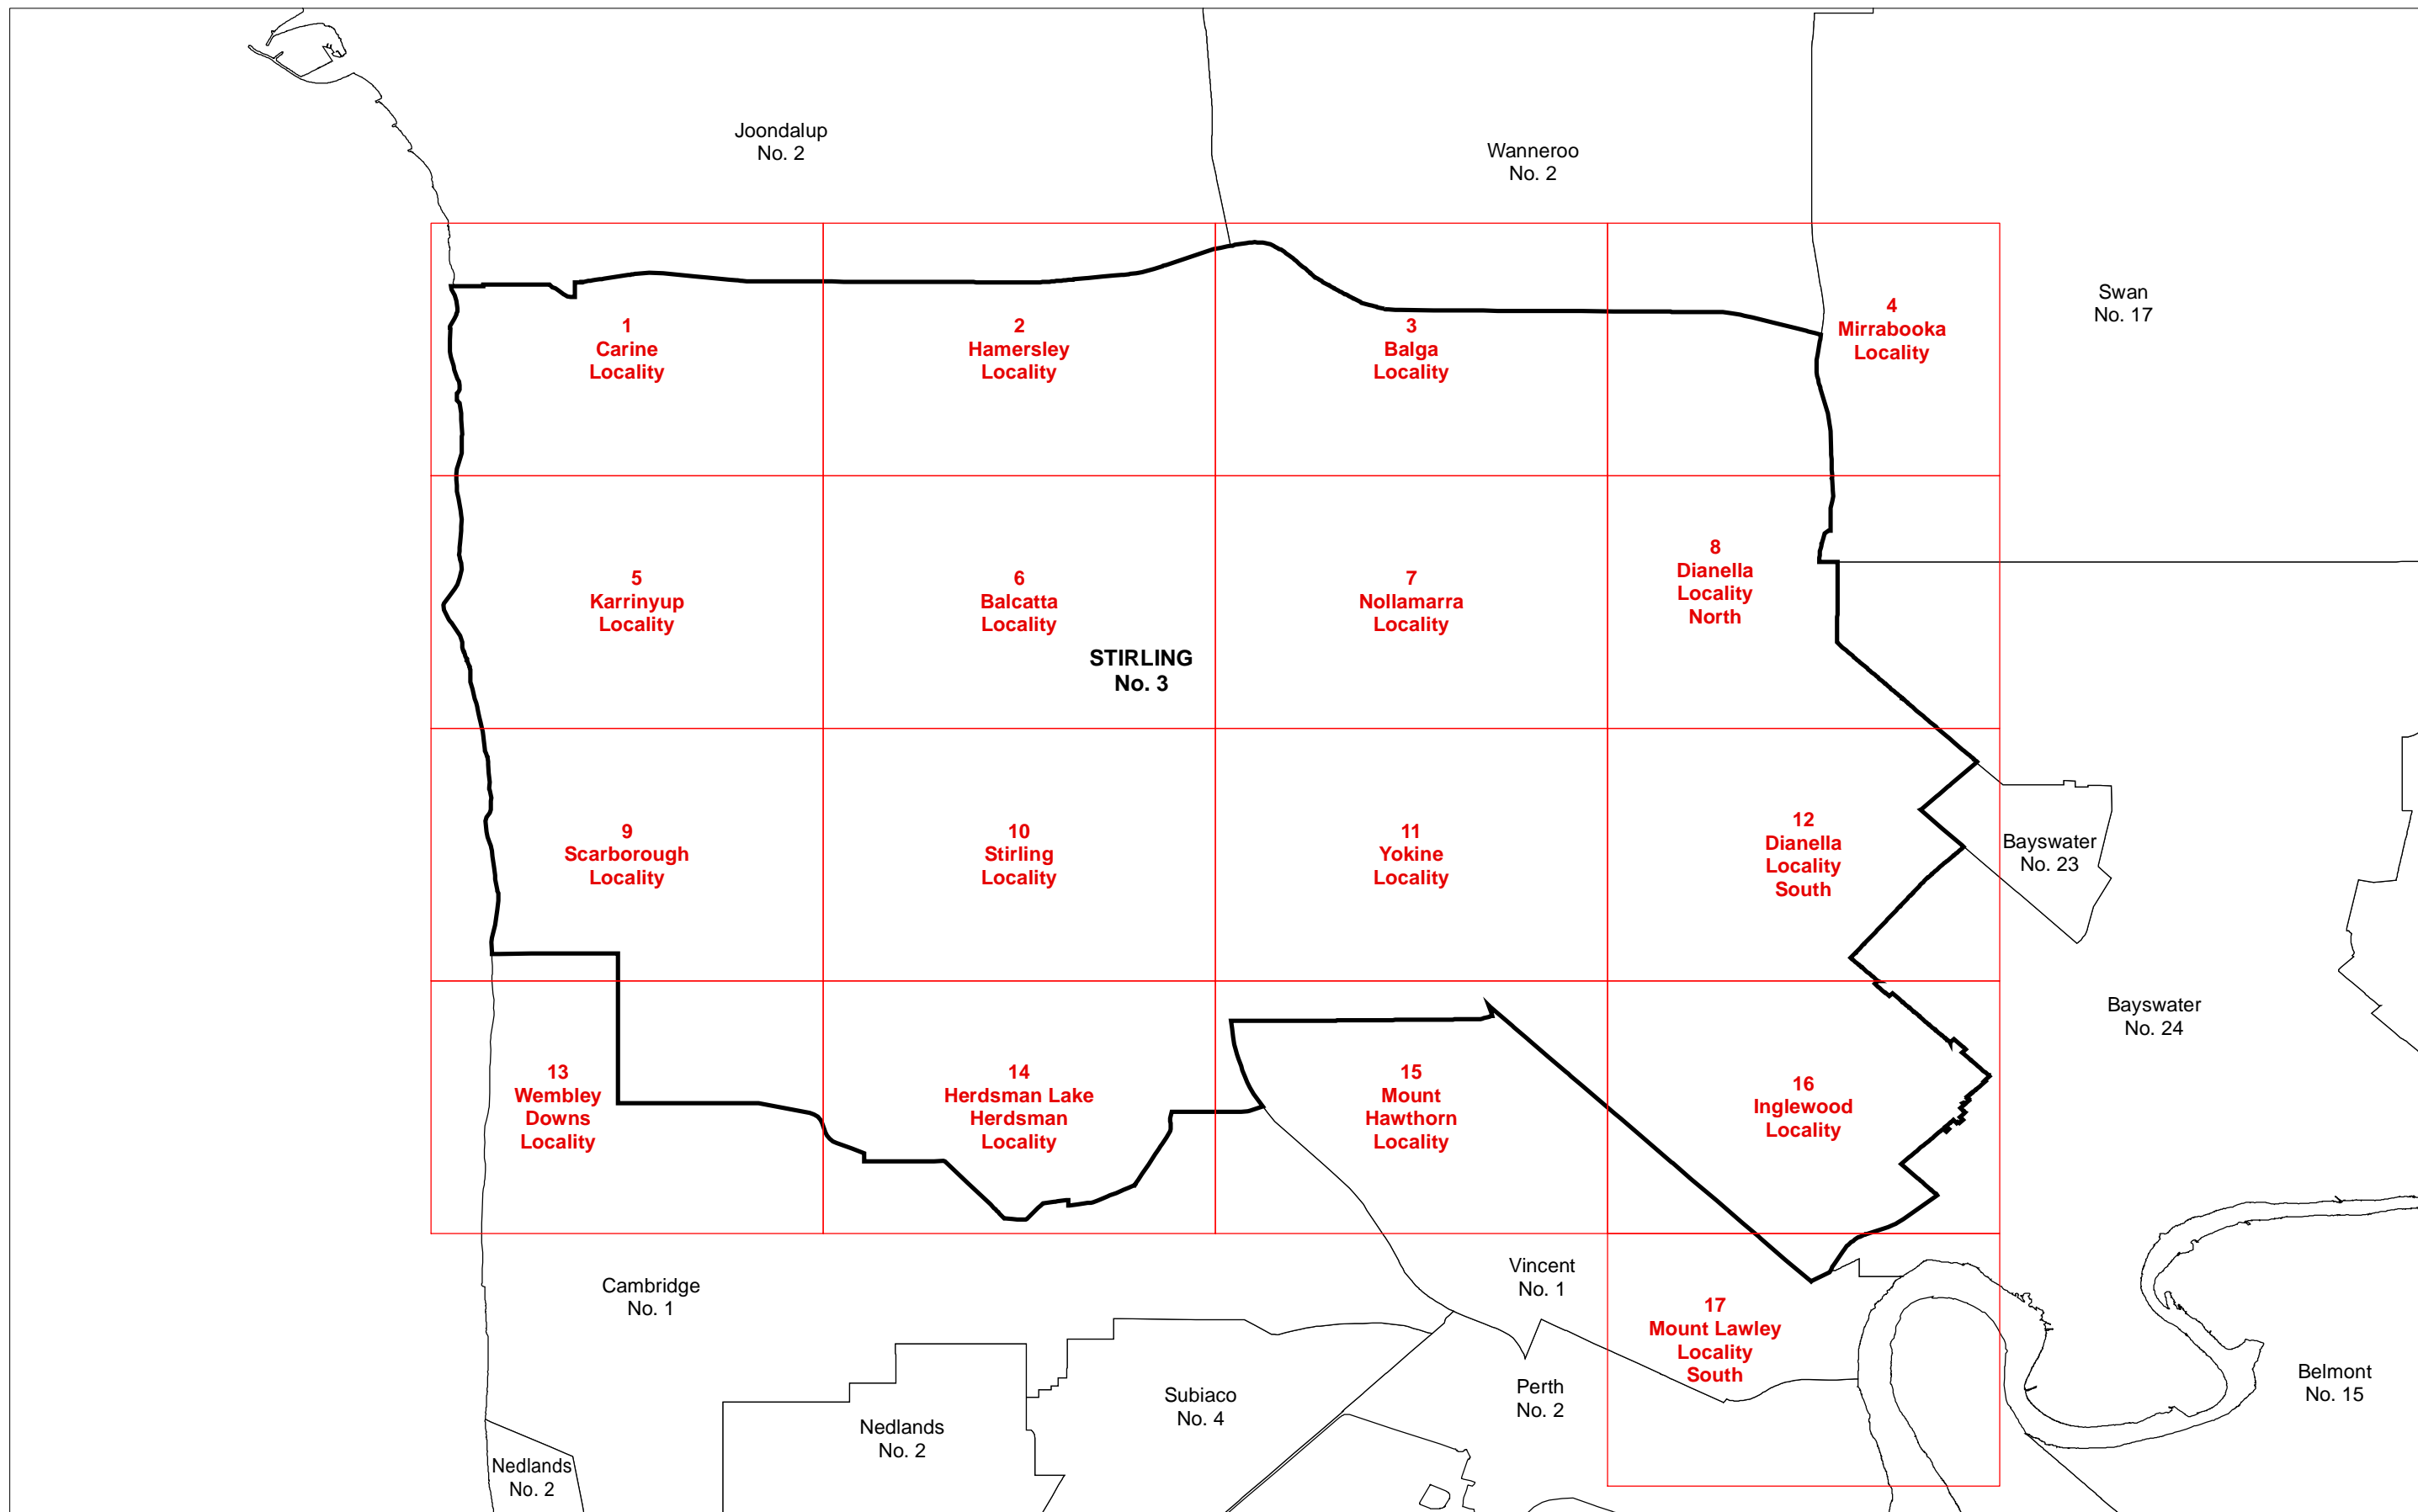 Joondalup
No. 2
Wanneroo
No. 2
Swan
No. 17
1
Carine
Locality
2
Hamersley
Locality
3
Balga
Locality
4
Mirrabooka
Locality
5
Karrinyup
Locality
6
Balcatta
Locality
7
Nollamarra
Locality
8
Dianella
Locality
North
STIRLING
No. 3
9
Scarborough
Locality
10
Stirling
Locality
11
Yokine
Locality
12
Dianella
Locality
South
Bayswater
No. 23
Bayswater
No. 24
13
Wembley
Downs
Locality
14
Herdsman Lake
Herdsman
Locality
15
Mount
Hawthorn
Locality
16
Inglewood
Locality
Cambridge
No. 1
Vincent
No. 1
17
Mount Lawley
Locality
South
Belmont
No. 15
Perth
No. 2
Subiaco
No. 4
Nedlands
No. 2
Nedlands
No. 2